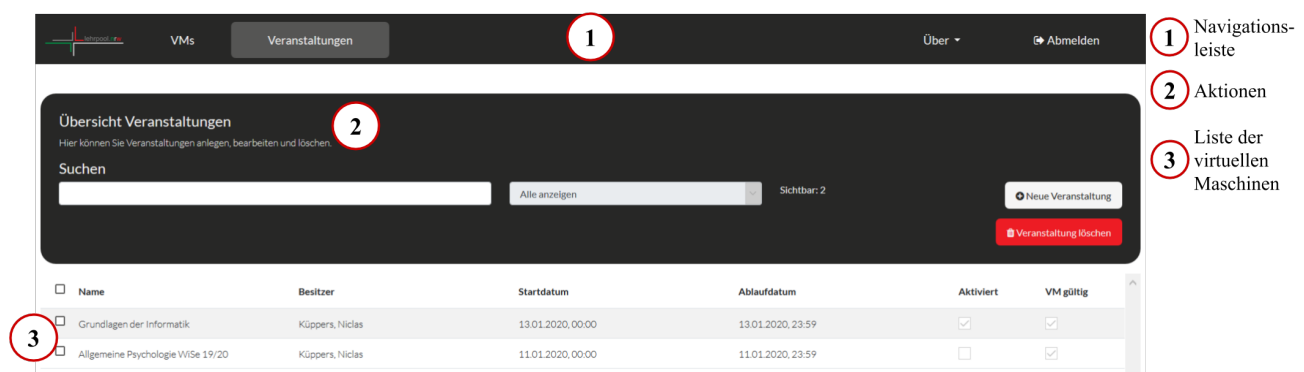 lehrpool.nrw
VMs
Veranstaltungen
1
Über
Abmelden
1 Navigations-
leiste
2 Aktionen
3 Liste der
virtuellen
Maschinen
Übersicht Veranstaltungen
2
Hier können Sie Veranstaltungen anlegen, bearbeiten und löschen.
Suchen
Alle anzeigen
Sichtbar: 2
Neue Veranstaltung
Veranstaltung löschen
Name Besitzer Startdatum Ablaufdatum Aktiviert VM gültig
3
Grundlagen der Informatik Küppers, Niclas 13.01.2020, 00:00 13.01.2020, 23:59
Allgemeine Psychologie WiSe 19/20 Küppers, Niclas 11.01.2020, 00:00 11.01.2020, 23:59